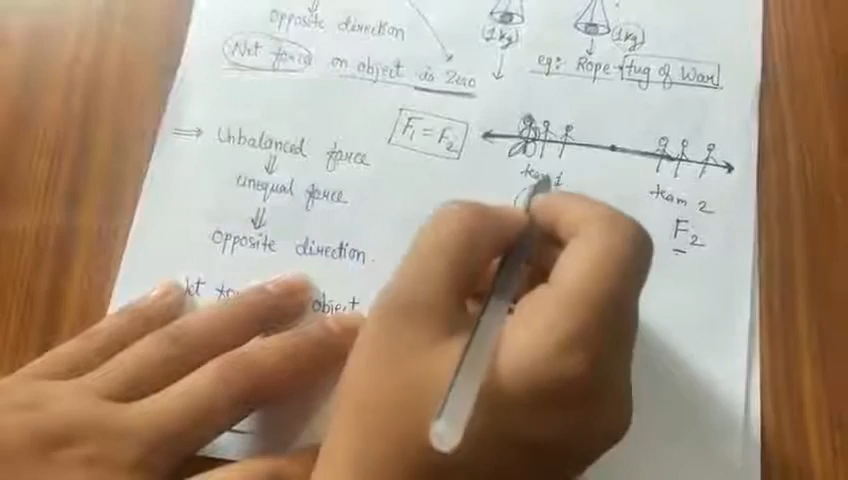 opposite direction
(1kg)
(1kg)
Net force on object is Zero
eg: Rope → tug of War
⇒ Unbalanced force
F₁ = F₂
unequal force
team 2
F₂
opposite direction.
object